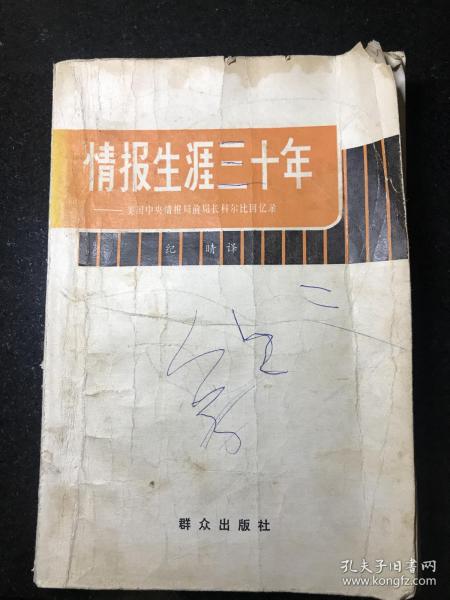 情报生涯三十年
——美国中央情报局前局长科尔比回忆录
纪晴译
二
群众出版社
孔夫子旧书网
www.kongfz.com